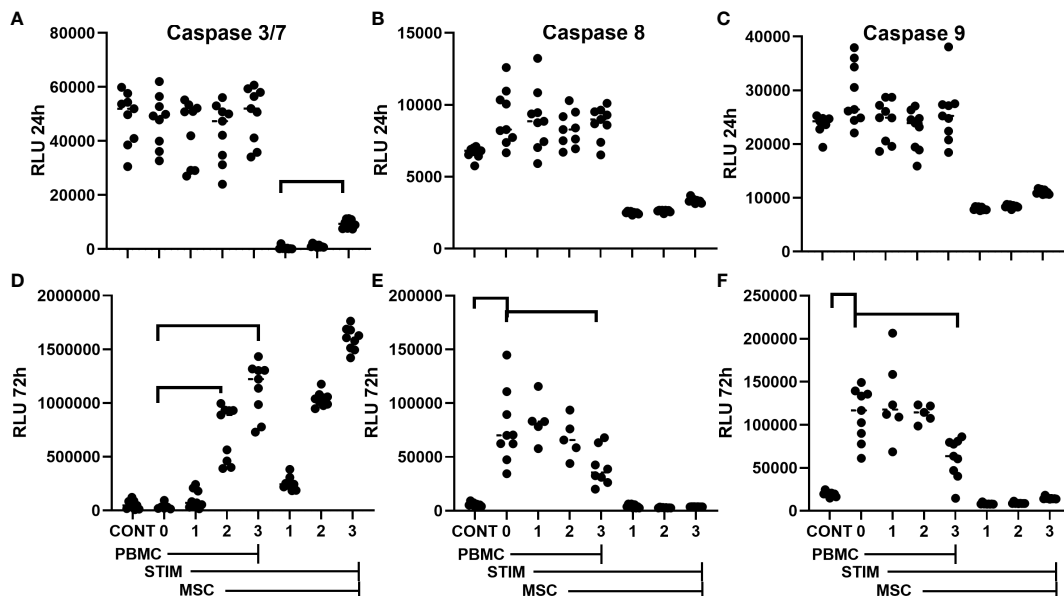 A
Caspase 3/7
RLU 24h
80000
60000
40000
20000
0
B
Caspase 8
RLU 24h
15000
10000
5000
0
C
Caspase 9
RLU 24h
40000
30000
20000
10000
0
D
RLU 72h
2000000
1500000
1000000
500000
0
CONT 0 1 2 3 1 2 3
PBMC
STIM
MSC
E
RLU 72h
200000
150000
100000
50000
0
CONT 0 1 2 3 1 2 3
PBMC
STIM
MSC
F
RLU 72h
250000
200000
150000
100000
50000
0
CONT 0 1 2 3 1 2 3
PBMC
STIM
MSC